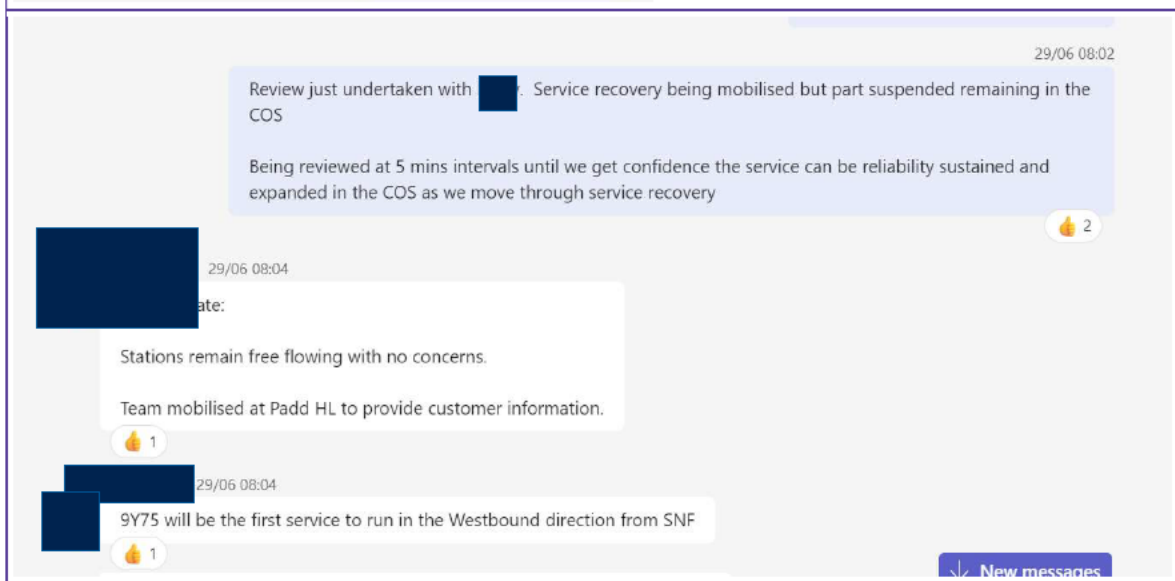 29/06 08:02
Review just undertaken with . Service recovery being mobilised but part suspended remaining in the
COS
Being reviewed at 5 mins intervals until we get confidence the service can be reliability sustained and
expanded in the COS as we move through service recovery
👍 2
29/06 08:04
ate:
Stations remain free flowing with no concerns.
Team mobilised at Padd HL to provide customer information.
👍 1
29/06 08:04
9Y75 will be the first service to run in the Westbound direction from SNF
👍 1
↓ New messages